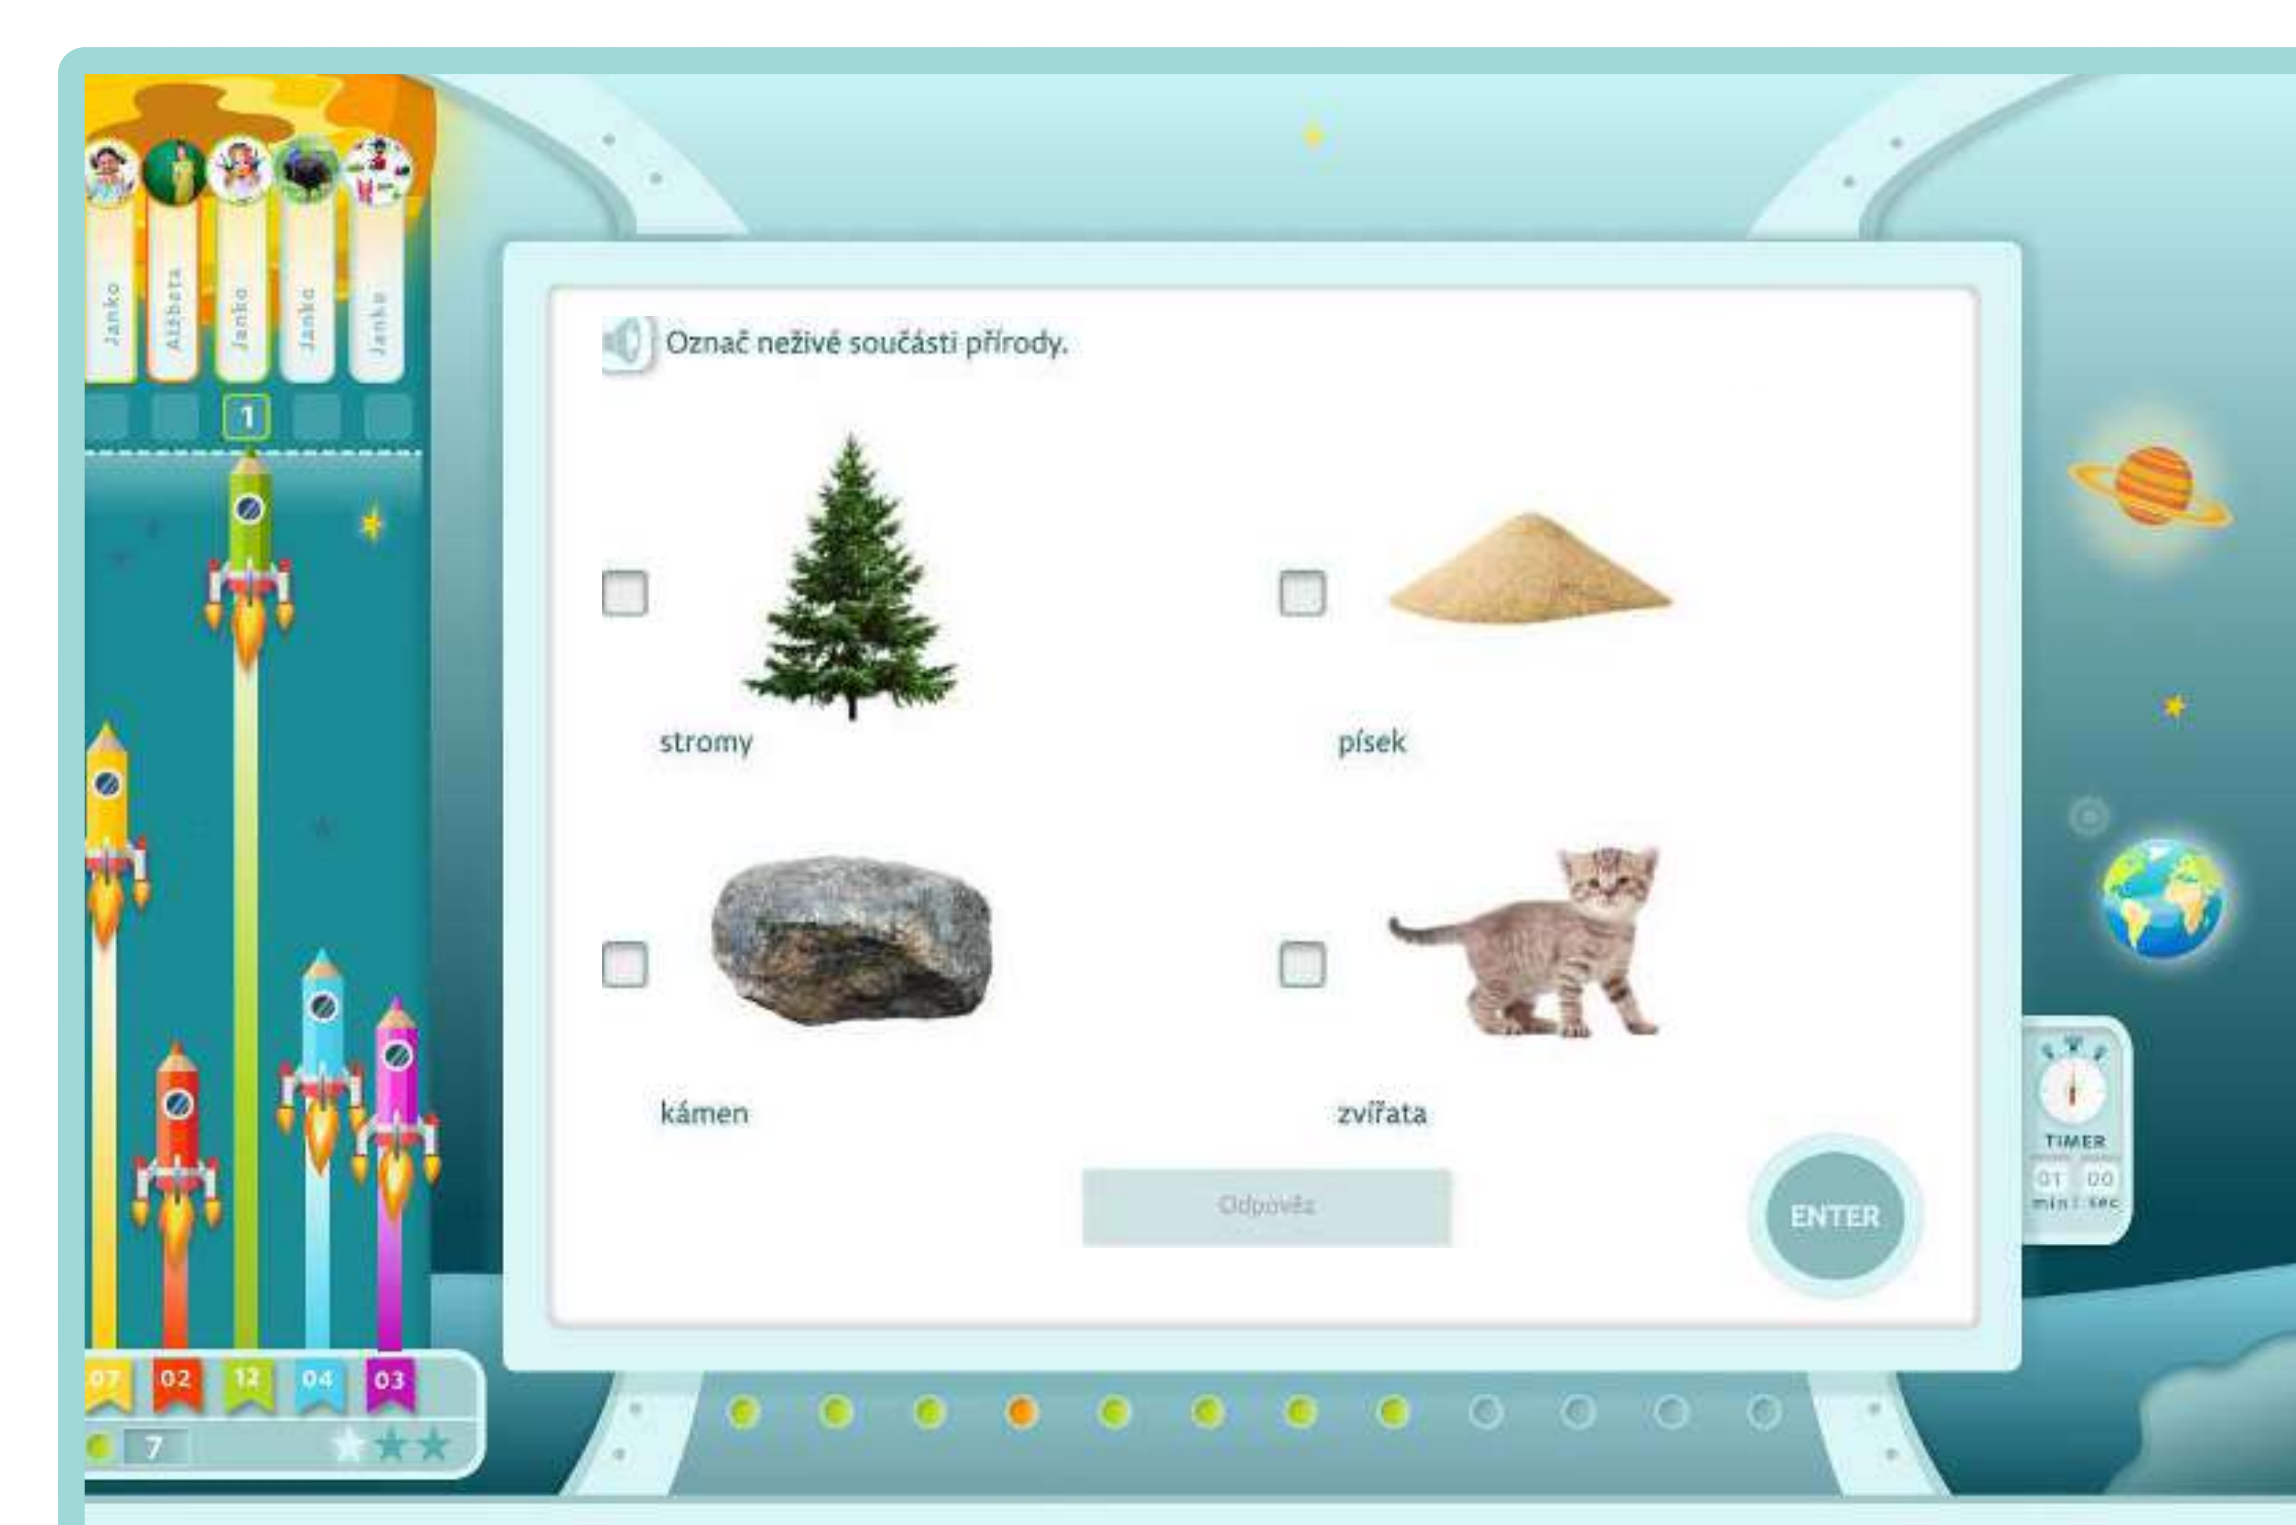 Janko
Alžbeta
Janko
Janko
Janko
1
Označ neživé součásti přírody.
stromy
písek
kámen
zvířata
Odpověz
ENTER
TIMER
01 00
min : sec
07 02 12 04 03
7